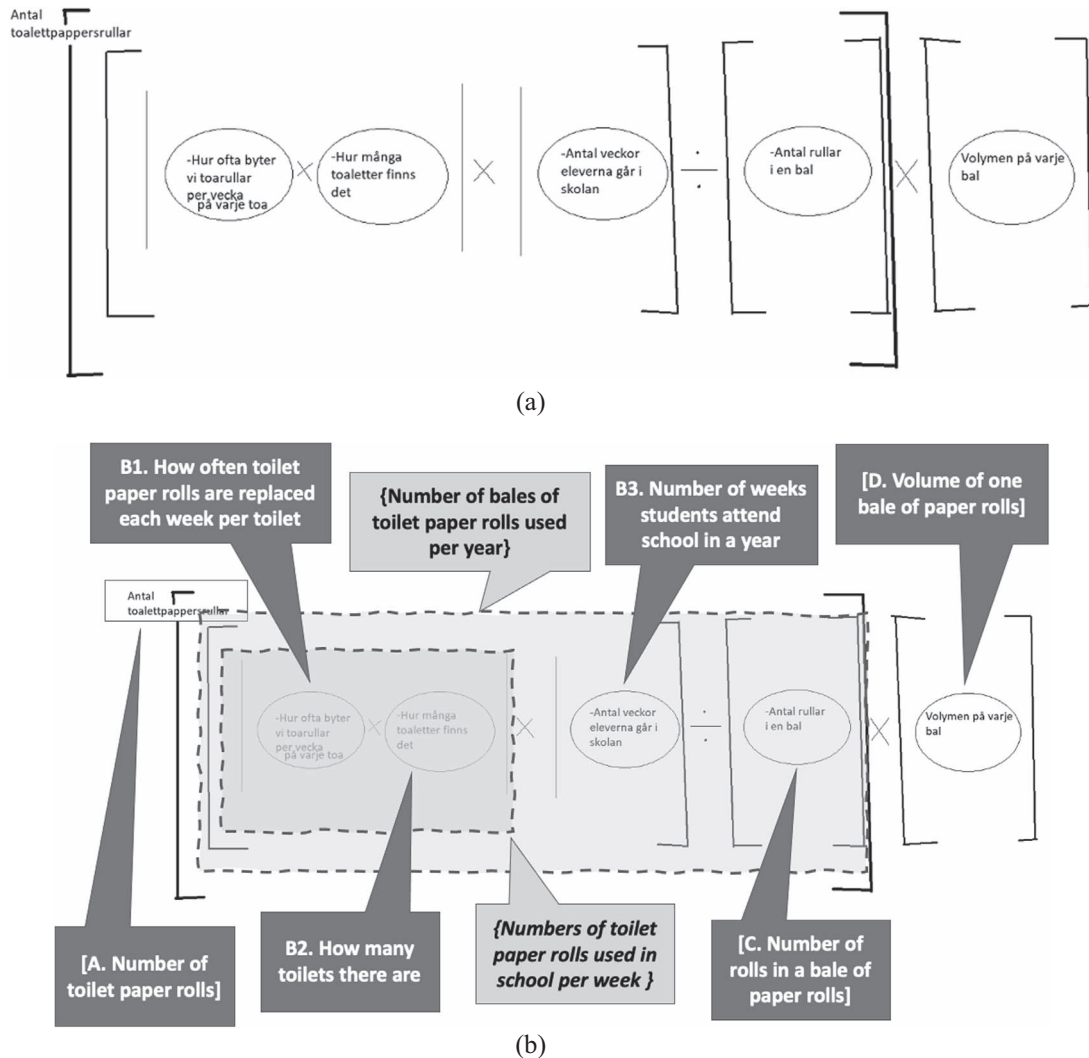 Antal
toalettpappersrullar
-Hur ofta byter
vi toarullar
per vecka
på varje toa
×
-Hur många
toaletter finns
det
×
-Antal veckor
eleverna går i
skolan
÷
-Antal rullar
i en bal
×
Volymen på varje
bal
(a)
B1. How often toilet
paper rolls are replaced
each week per toilet
{Number of bales of
toilet paper rolls used
per year}
B3. Number of weeks
students attend
school in a year
[D. Volume of one
bale of paper rolls]
Antal
toalettpappersrullar
-Hur ofta byter
vi toarullar
per vecka
på varje toa
×
-Hur många
toaletter finns
det
×
-Antal veckor
eleverna går i
skolan
÷
-Antal rullar
i en bal
×
Volymen på varje
bal
[A. Number of
toilet paper rolls]
B2. How many
toilets there are
{Numbers of toilet
paper rolls used in
school per week }
[C. Number of
rolls in a bale of
paper rolls]
(b)